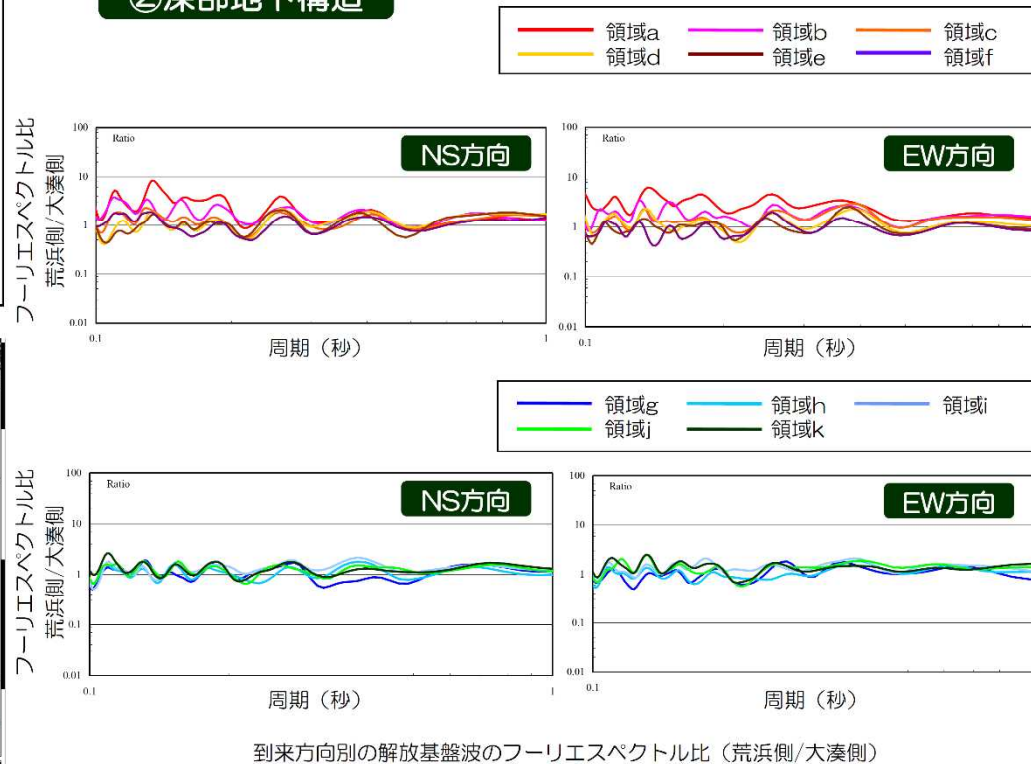 ②深部地下構造
領域a 領域b 領域c
領域d 領域e 領域f
フーリエスペクトル比
荒浜側/大湊側
100
10
1
0.1
0.01
Ratio
NS方向
0.1
1
周期（秒）
100
10
1
0.1
0.01
Ratio
EW方向
0.1
周期（秒）
領域g 領域h 領域i
領域j 領域k
フーリエスペクトル比
荒浜側/大湊側
100
10
1
0.1
0.01
Ratio
NS方向
0.1
1
周期（秒）
100
10
1
0.1
0.01
Ratio
EW方向
0.1
周期（秒）
到来方向別の解放基盤波のフーリエスペクトル比（荒浜側/大湊側）